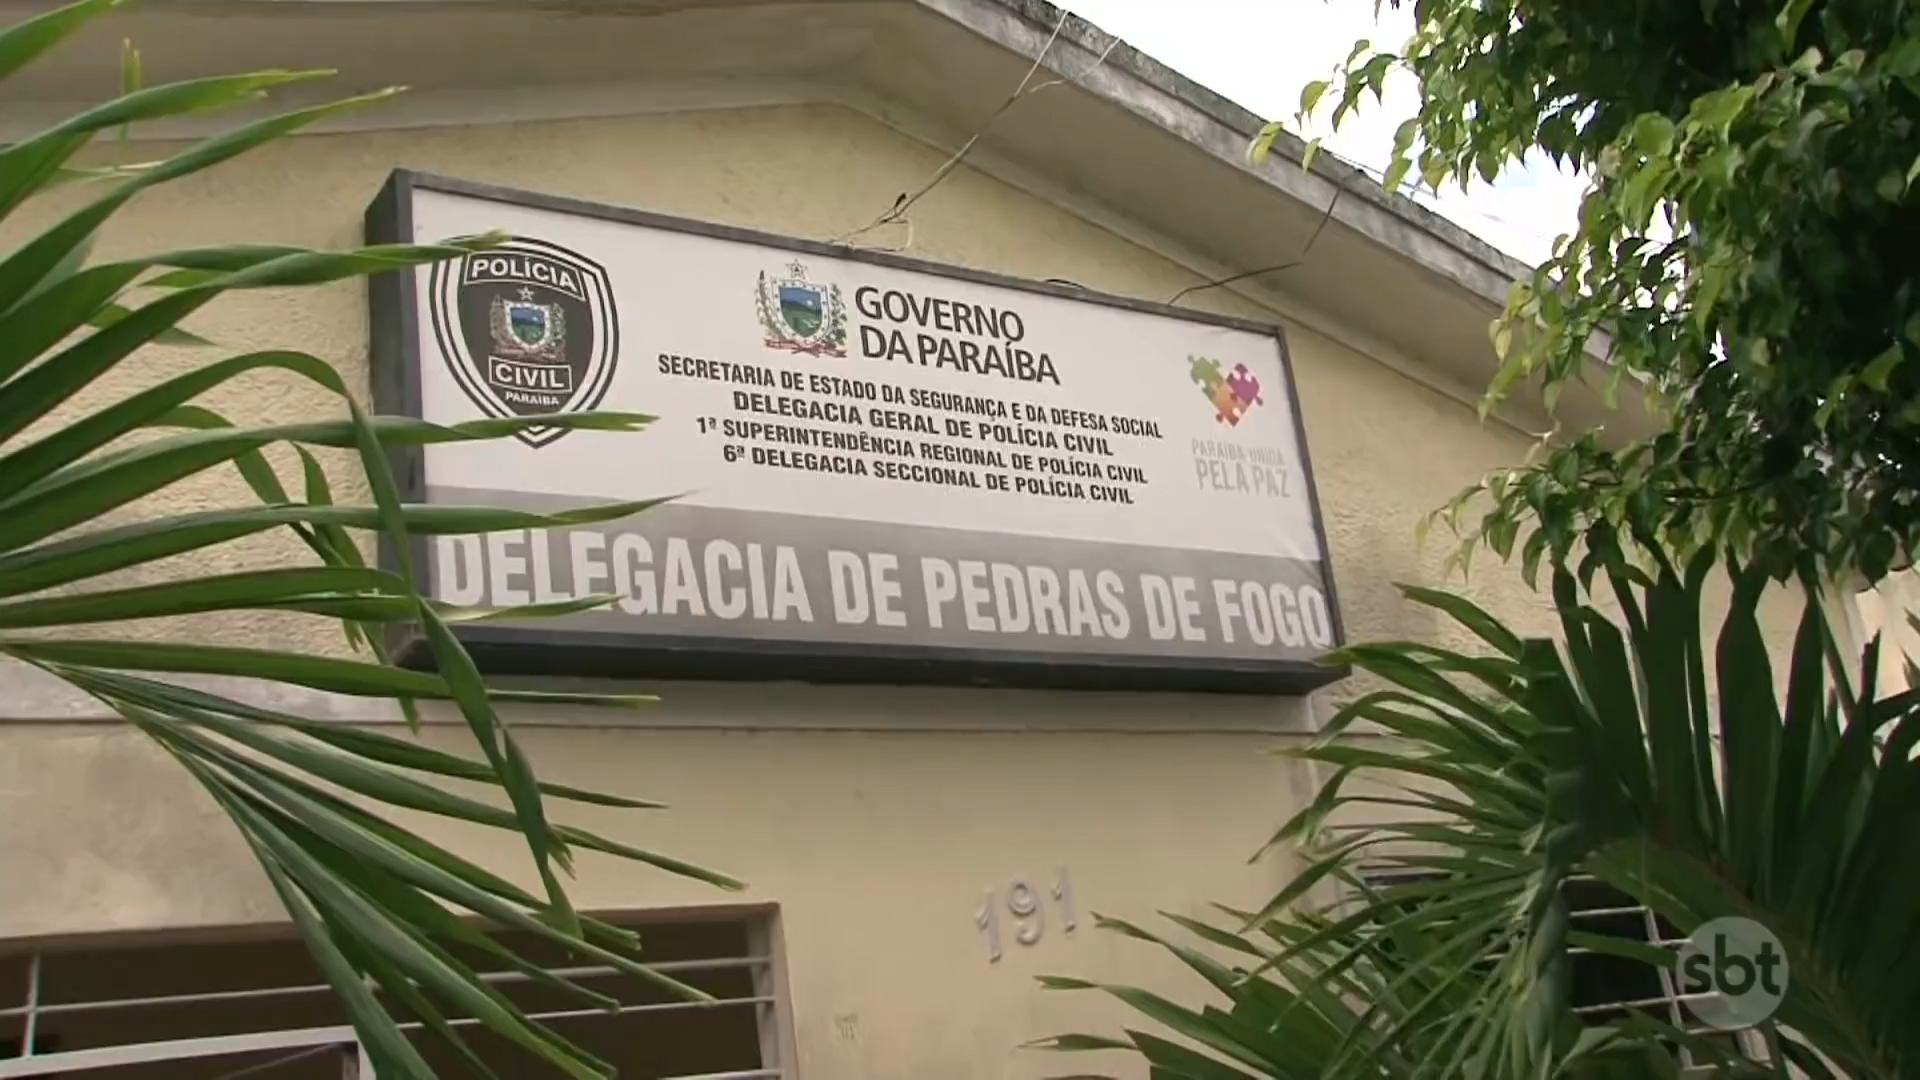 POLÍCIA
CIVIL
PARAÍBA
GOVERNO
DA PARAÍBA
SECRETARIA DE ESTADO DA SEGURANÇA E DA DEFESA SOCIAL
DELEGACIA GERAL DE POLÍCIA CIVIL
1ª SUPERINTENDÊNCIA REGIONAL DE POLÍCIA CIVIL
6ª DELEGACIA SECCIONAL DE POLÍCIA CIVIL
PARAÍBA UNIDA
PELA PAZ
DELEGACIA DE PEDRAS DE FOGO
191
sbt